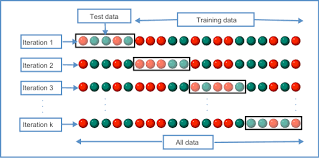 Test data
Training data
Iteration 1
Iteration 2
Iteration 3
Iteration k
All data